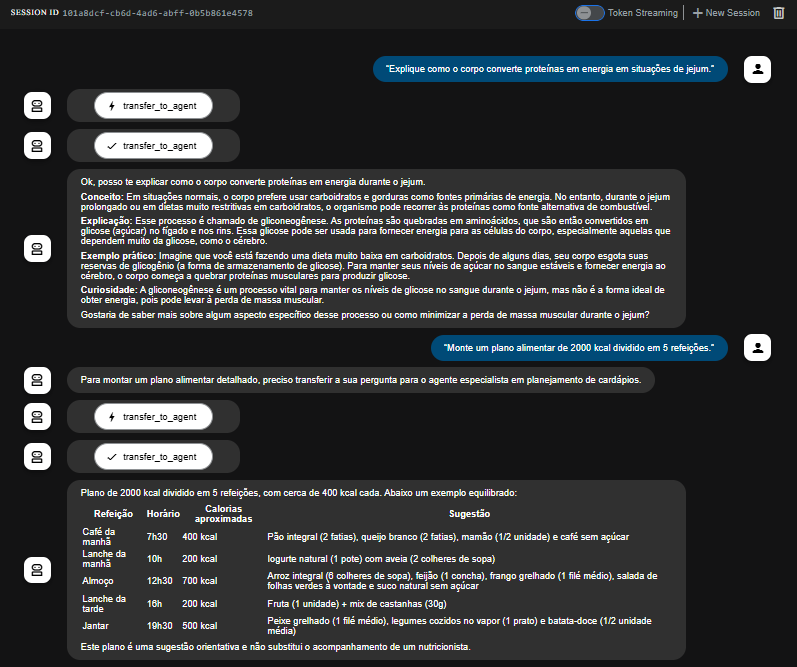 SESSION ID 101a8dcf-cb6d-4ad6-abff-0b5b861e4578
Token Streaming
New Session
"Explique como o corpo converte proteínas em energia em situações de jejum."
transfer_to_agent
transfer_to_agent
Ok, posso te explicar como o corpo converte proteínas em energia durante o jejum.
Conceito: Em situações normais, o corpo prefere usar carboidratos e gorduras como fontes primárias de energia. No entanto, durante o jejum
prolongado ou em dietas muito restritivas em carboidratos, o organismo pode recorrer às proteínas como fonte alternativa de combustível.
Explicação: Esse processo é chamado de gliconeogênese. As proteínas são quebradas em aminoácidos, que são então convertidos em
glicose (açúcar) no fígado e nos rins. Essa glicose pode ser usada para fornecer energia para as células do corpo, especialmente aquelas que
dependem muito da glicose, como o cérebro.
Exemplo prático: Imagine que você está fazendo uma dieta muito baixa em carboidratos. Depois de alguns dias, seu corpo esgota suas
reservas de glicogênio (a forma de armazenamento de glicose). Para manter seus níveis de açúcar no sangue estáveis e fornecer energia ao
cérebro, o corpo começa a quebrar proteínas musculares para produzir glicose.
Curiosidade: A gliconeogênese é um processo vital para manter os níveis de glicose no sangue durante o jejum, mas não é a forma ideal de
obter energia, pois pode levar à perda de massa muscular.
Gostaria de saber mais sobre algum aspecto específico desse processo ou como minimizar a perda de massa muscular durante o jejum?
"Monte um plano alimentar de 2000 kcal dividido em 5 refeições."
Para montar um plano alimentar detalhado, preciso transferir a sua pergunta para o agente especialista em planejamento de cardápios.
transfer_to_agent
transfer_to_agent
Plano de 2000 kcal dividido em 5 refeições, com cerca de 400 kcal cada. Abaixo um exemplo equilibrado:
Refeição Horário Calorias aproximadas Sugestão
Café da manhã 7h30 400 kcal Pão integral (2 fatias), queijo branco (2 fatias), mamão (1/2 unidade) e café sem açúcar
Lanche da manhã 10h 200 kcal Iogurte natural (1 pote) com aveia (2 colheres de sopa)
Almoço 12h30 700 kcal Arroz integral (6 colheres de sopa), feijão (1 concha), frango grelhado (1 filé médio), salada de
folhas verdes à vontade e suco natural sem açúcar
Lanche da tarde 16h 200 kcal Fruta (1 unidade) + mix de castanhas (30g)
Jantar 19h30 500 kcal Peixe grelhado (1 filé médio), legumes cozidos no vapor (1 prato) e batata-doce (1/2 unidade
média)
Este plano é uma sugestão orientativa e não substitui o acompanhamento de um nutricionista.